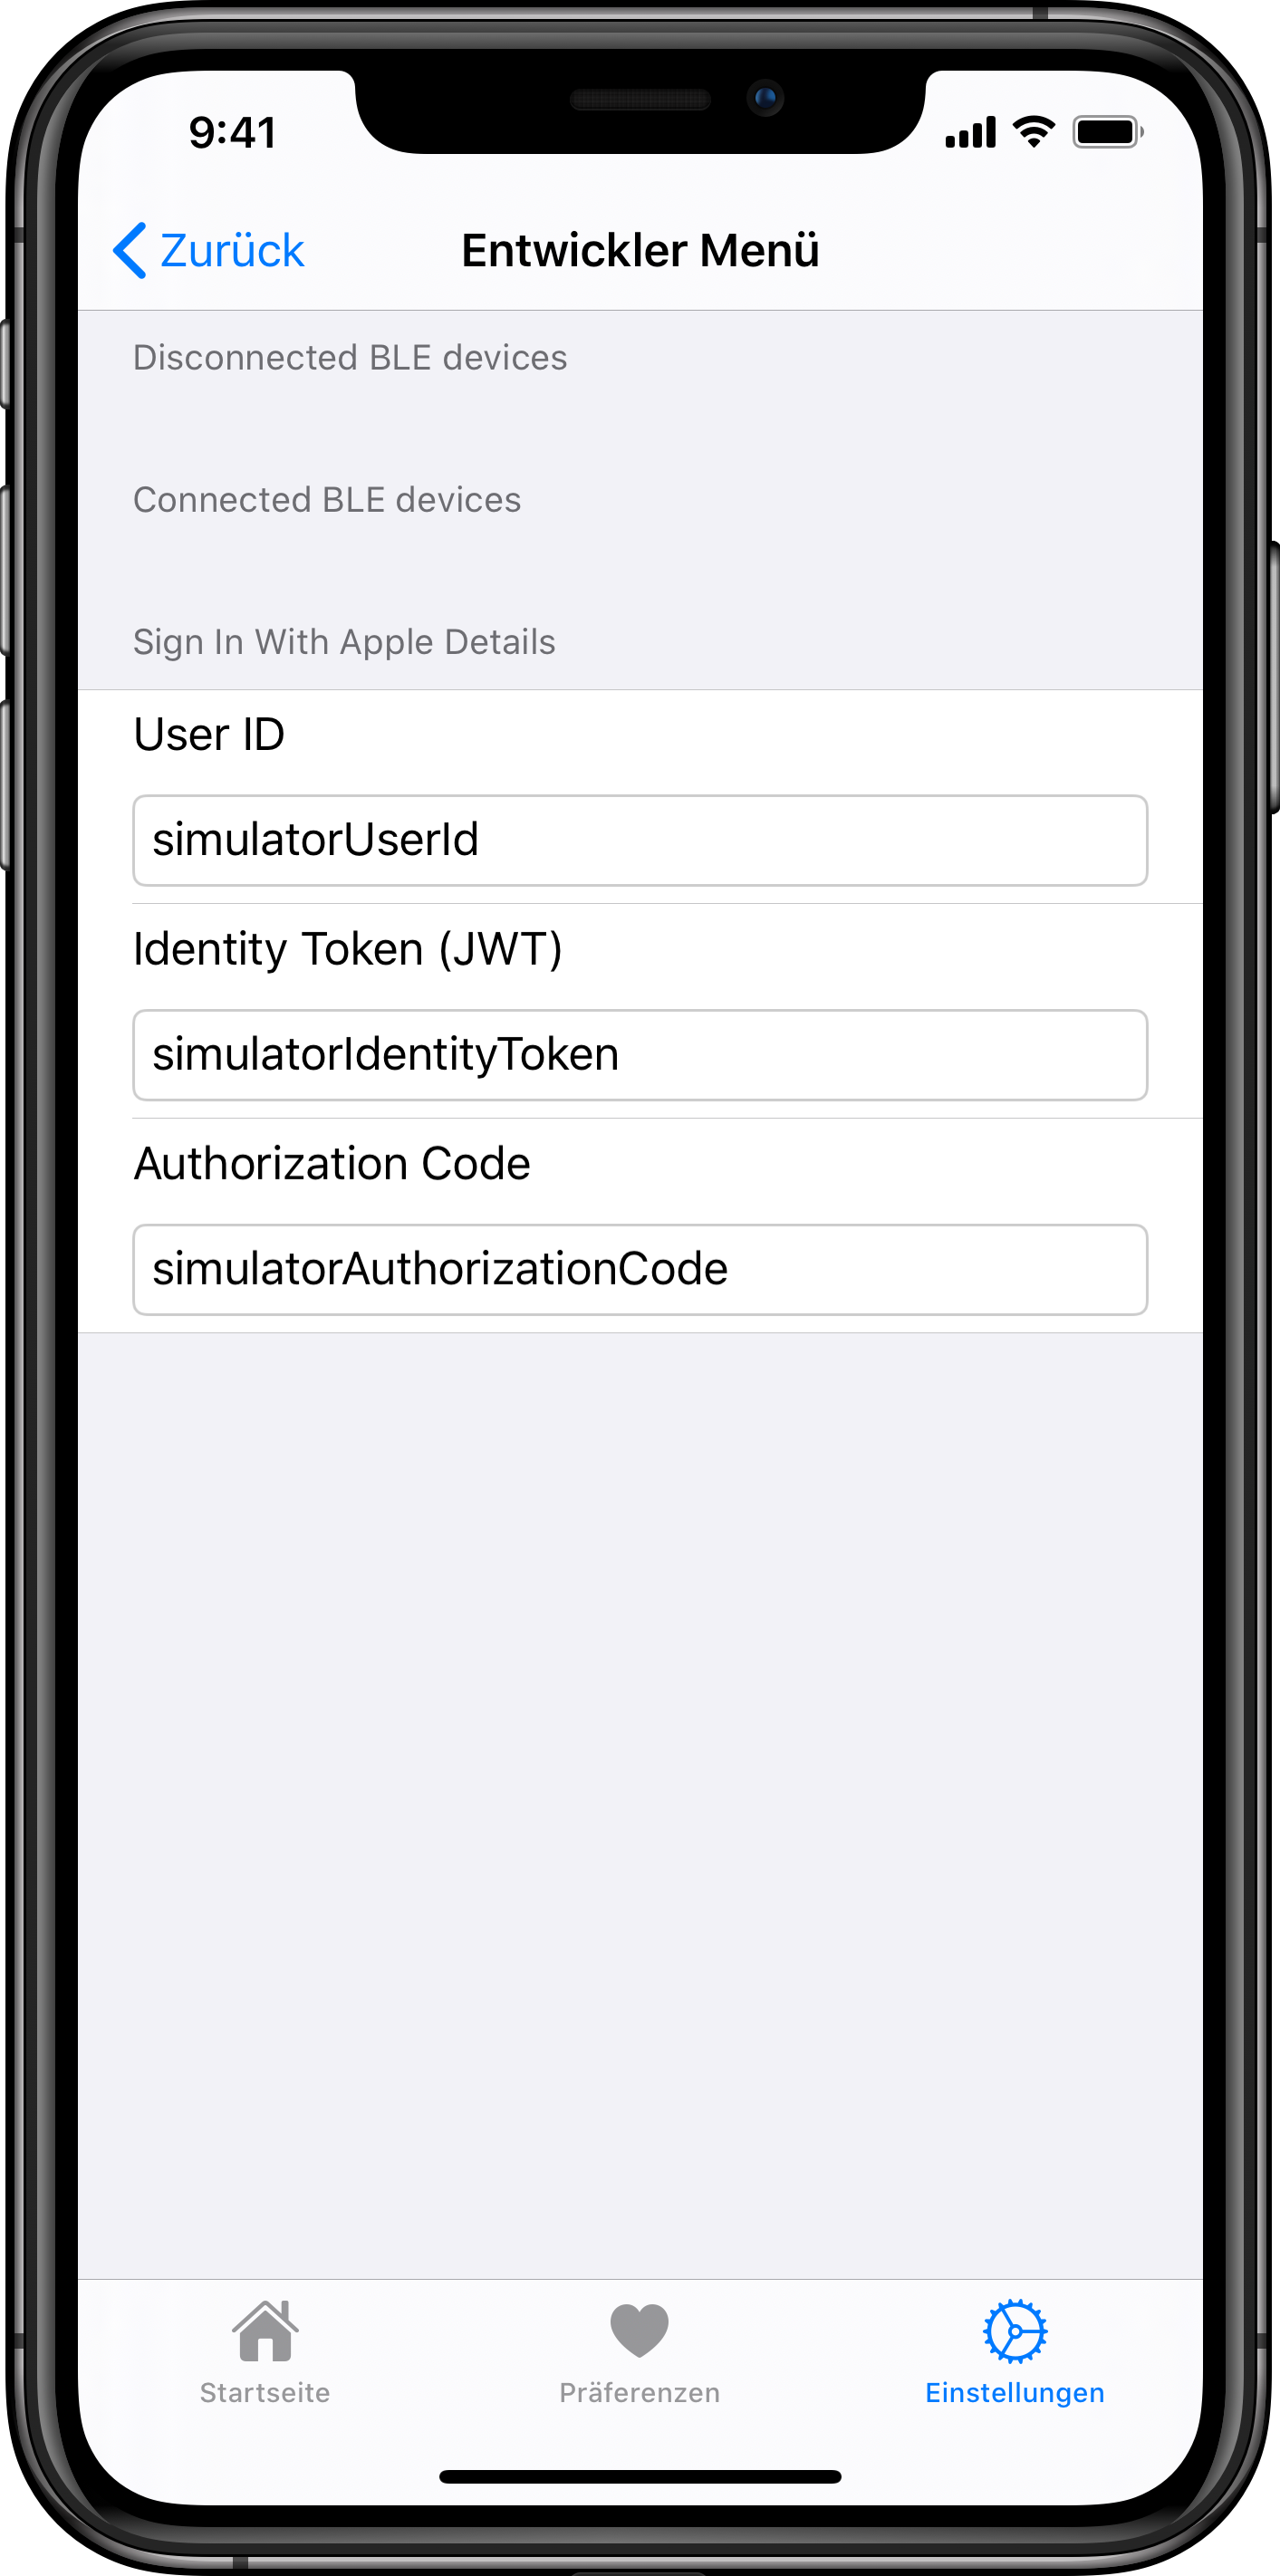 9:41
Zurück
Entwickler Menü
Disconnected BLE devices
Connected BLE devices
Sign In With Apple Details
User ID
simulatorUserId
Identity Token (JWT)
simulatorIdentityToken
Authorization Code
simulatorAuthorizationCode
Startseite
Präferenzen
Einstellungen